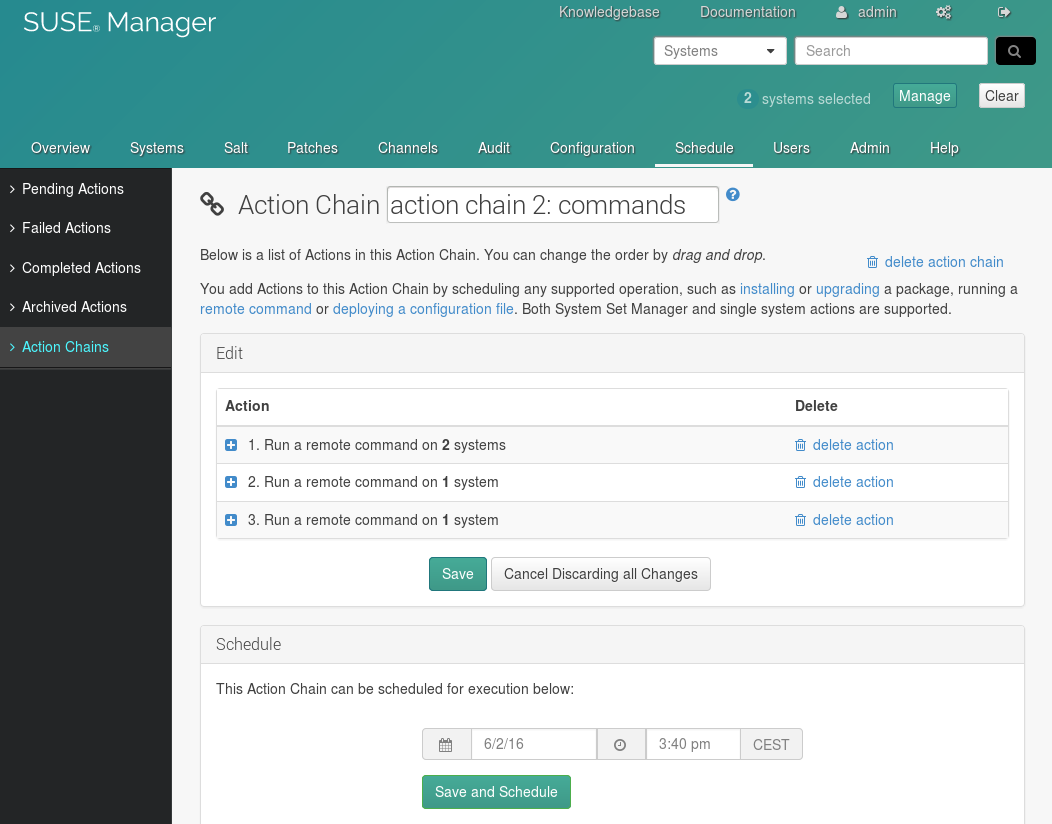 SUSE® Manager
Knowledgebase Documentation admin
Systems Search
2 systems selected Manage Clear
Overview Systems Salt Patches Channels Audit Configuration Schedule Users Admin Help
Pending Actions
Failed Actions
Completed Actions
Archived Actions
Action Chains
Action Chain action chain 2: commands ?
Below is a list of Actions in this Action Chain. You can change the order by drag and drop.
delete action chain
You add Actions to this Action Chain by scheduling any supported operation, such as installing or upgrading a package, running a
remote command or deploying a configuration file. Both System Set Manager and single system actions are supported.
Edit
Action Delete
1. Run a remote command on 2 systems delete action
2. Run a remote command on 1 system delete action
3. Run a remote command on 1 system delete action
Save Cancel Discarding all Changes
Schedule
This Action Chain can be scheduled for execution below:
6/2/16 3:40 pm CEST
Save and Schedule